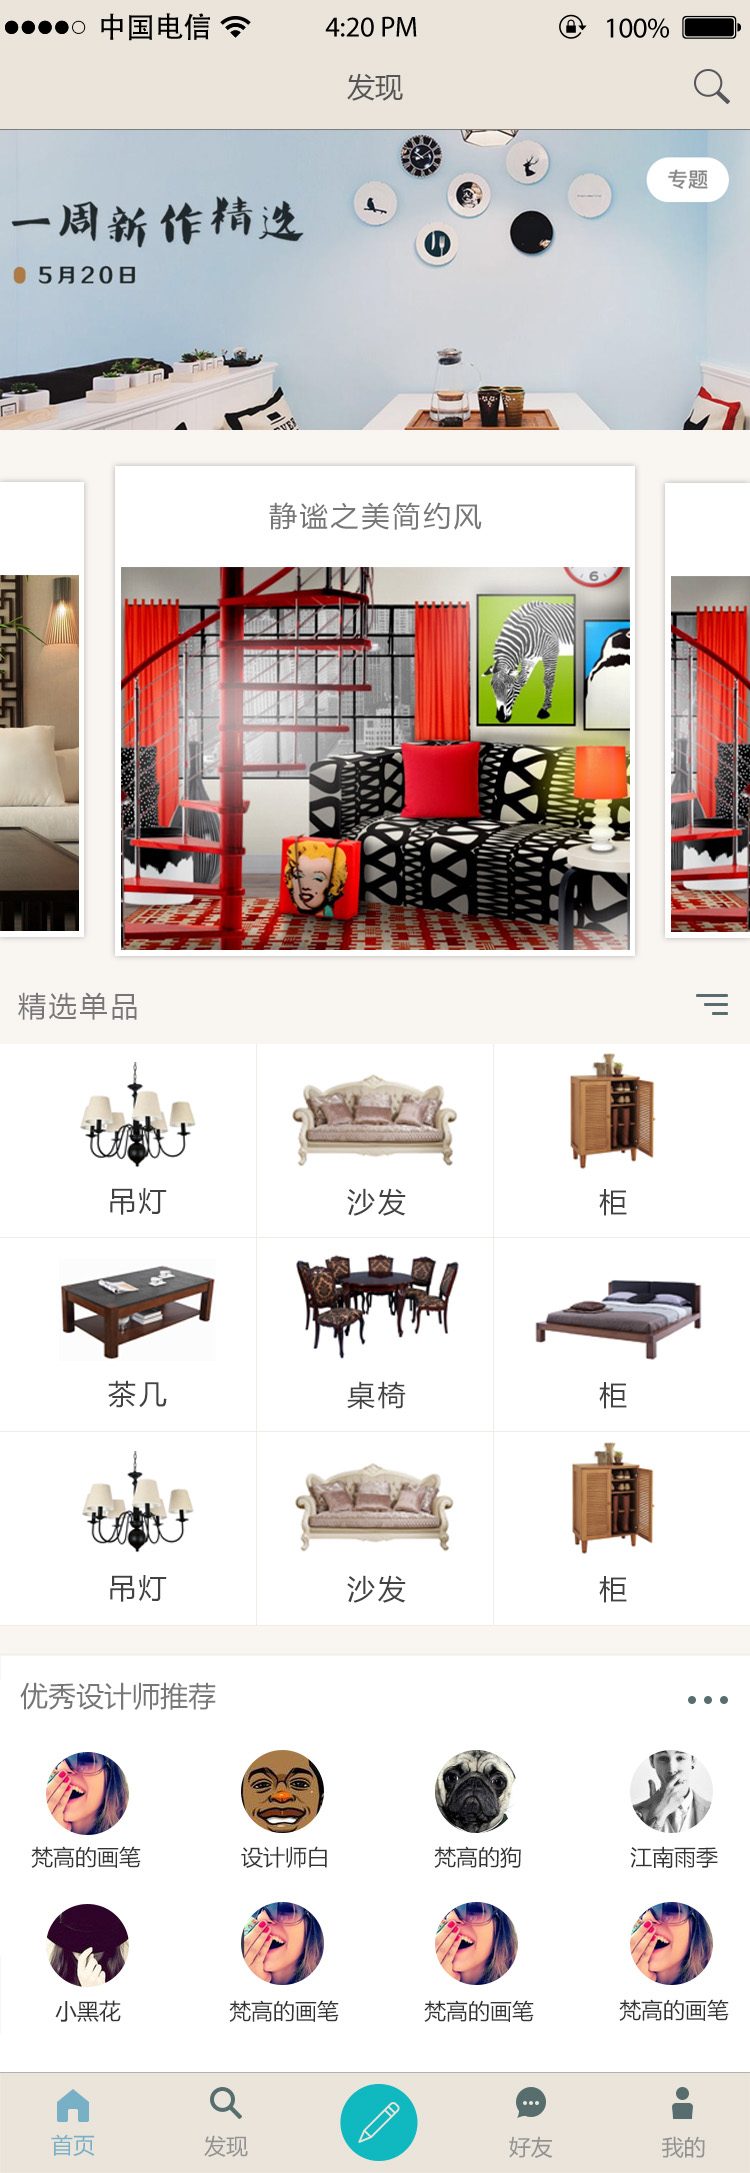 中国电信 4:20 PM 100%
发现
专题
一周新作精选
5月20日
静谧之美简约风
6
精选单品
吊灯 沙发 柜
茶几 桌椅 柜
吊灯 沙发 柜
优秀设计师推荐
梵高的画笔 设计师白 梵高的狗 江南雨季
小黑花 梵高的画笔 梵高的画笔 梵高的画笔
首页 发现 好友 我的